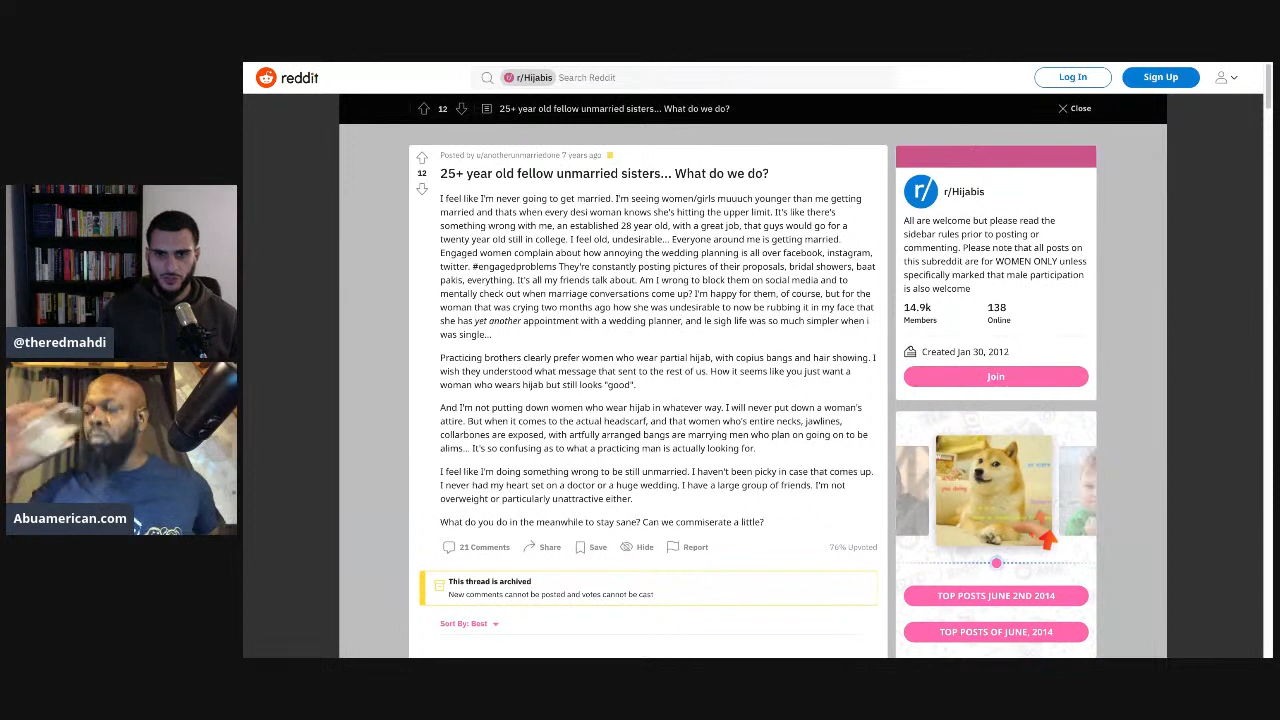 reddit
r/Hijabis
Search Reddit
Log In
Sign Up
12
25+ year old fellow unmarried sisters... What do we do?
Close
Posted by u/anotherunmarriedone 7 years ago
12
25+ year old fellow unmarried sisters... What do we do?
I feel like I'm never going to get married. I'm seeing women/girls muuuch younger than me getting
married and thats when every desi woman knows she's hitting the upper limit. It's like there's
something wrong with me, an established 28 year old, with a great job, that guys would go for a
twenty year old still in college. I feel old, undesirable... Everyone around me is getting married.
Engaged women complain about how annoying the wedding planning is all over facebook, instagram,
twitter. #engagedproblems They're constantly posting pictures of their proposals, bridal showers, baat
pakis, everything. It's all my friends talk about. Am I wrong to block them on social media and to
mentally check out when marriage conversations come up? I'm happy for them, of course, but for the
woman that was crying two months ago how she was undesirable to now be rubbing it in my face that
she has yet another appointment with a wedding planner, and le sigh life was so much simpler when i
was single...
Practicing brothers clearly prefer women who wear partial hijab, with copius bangs and hair showing. I
wish they understood what message that sent to the rest of us. How it seems like you just want a
woman who wears hijab but still looks "good".
And I'm not putting down women who wear hijab in whatever way. I will never put down a woman's
attire. But when it comes to the actual headscarf, and that women who's entire necks, jawlines,
collarbones are exposed, with artfully arranged bangs are marrying men who plan on going on to be
alims... It's so confusing as to what a practicing man is actually looking for.
I feel like I'm doing something wrong to be still unmarried. I haven't been picky in case that comes up.
I never had my heart set on a doctor or a huge wedding. I have a large group of friends. I'm not
overweight or particularly unattractive either.
What do you do in the meanwhile to stay sane? Can we commiserate a little?
21 Comments
Share
Save
Hide
Report
76% Upvoted
This thread is archived
New comments cannot be posted and votes cannot be cast
Sort By: Best
r/Hijabis
All are welcome but please read the
sidebar rules prior to posting or
commenting. Please note that all posts on
this subreddit are for WOMEN ONLY unless
specifically marked that male participation
is also welcome
14.9k
138
Members
Online
Created Jan 30, 2012
Join
TOP POSTS JUNE 2ND 2014
TOP POSTS OF JUNE, 2014
@theredmahdi
Abuamerican.com